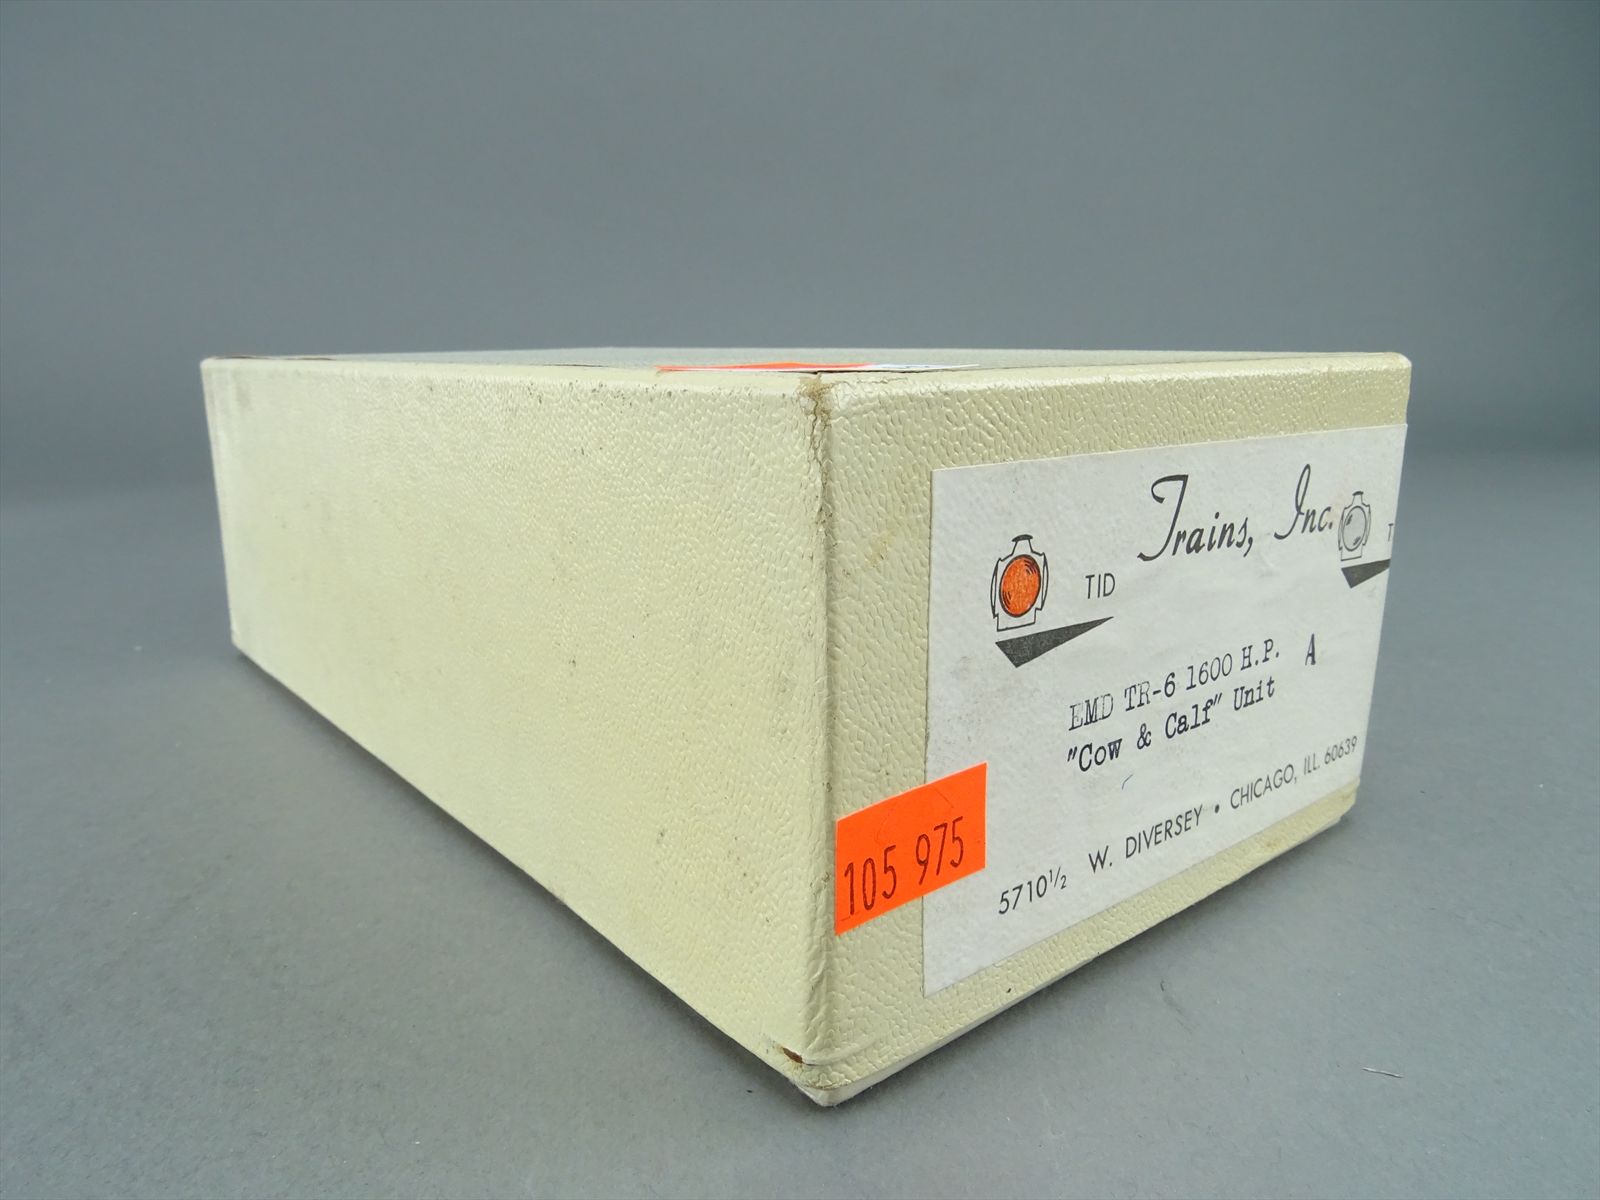 Trains, Inc.
TID
T
EMD TR-6 1600 H.P. A
"Cow & Calf" Unit
5710½ W. DIVERSEY • CHICAGO, ILL. 60639
105 975